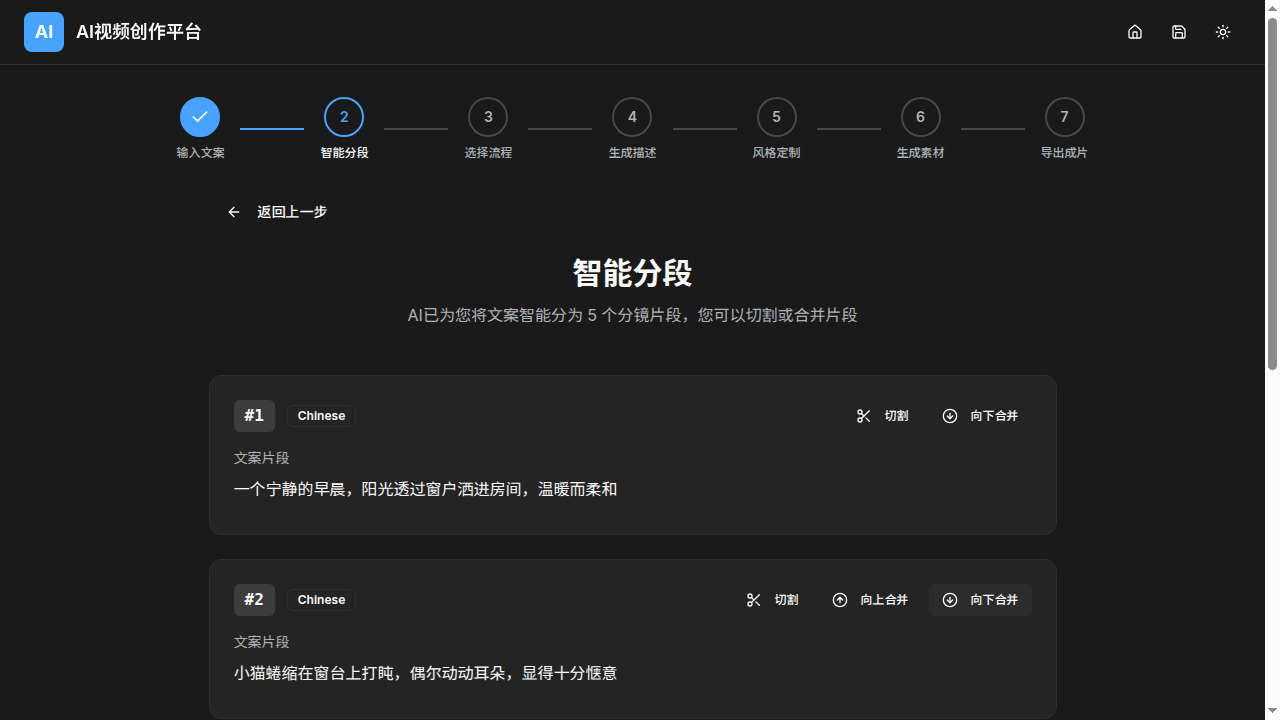 AI AI视频创作平台
2 3 4 5 6 7
输入文案 智能分段 选择流程 生成描述 风格定制 生成素材 导出成片
返回上一步
智能分段
AI已为您将文案智能分为 5 个分镜片段，您可以切割或合并片段
#1 Chinese 切割 向下合并
文案片段
一个宁静的早晨，阳光透过窗户洒进房间，温暖而柔和
#2 Chinese 切割 向上合并 向下合并
文案片段
小猫蜷缩在窗台上打盹，偶尔动动耳朵，显得十分惬意